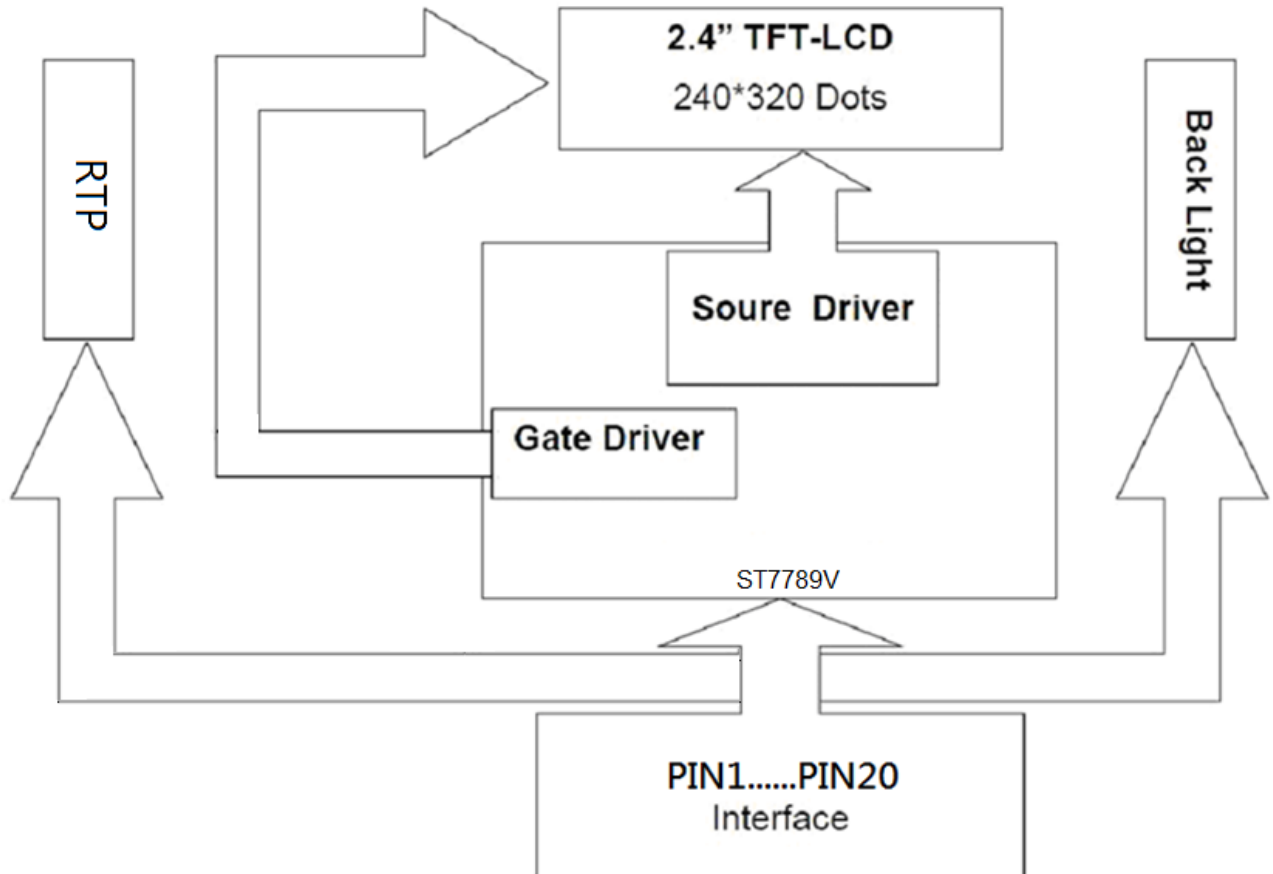 2.4” TFT-LCD
240*320 Dots
RTP
Back Light
Soure Driver
Gate Driver
ST7789V
PIN1......PIN20
Interface